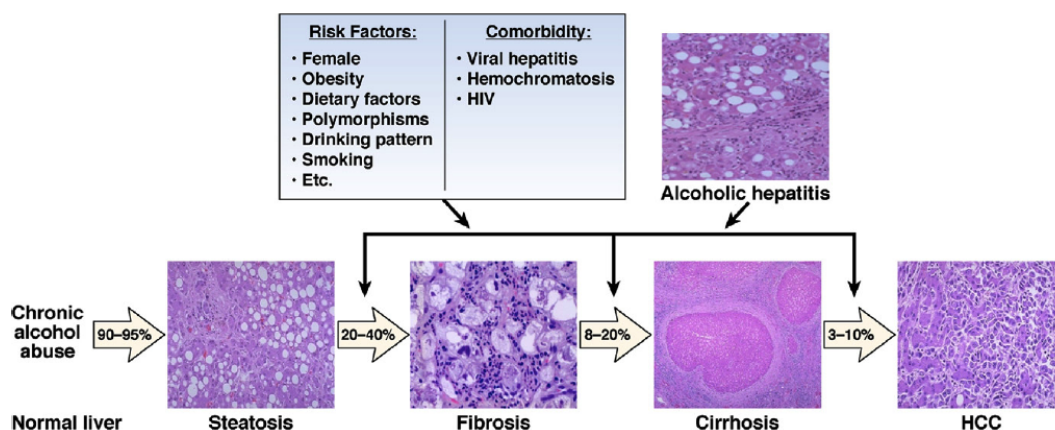 Risk Factors:
· Female
· Obesity
· Dietary factors
· Polymorphisms
· Drinking pattern
· Smoking
· Etc.
Comorbidity:
· Viral hepatitis
· Hemochromatosis
· HIV
Alcoholic hepatitis
Chronic
alcohol
abuse
90–95%
20–40%
8–20%
3–10%
Normal liver
Steatosis
Fibrosis
Cirrhosis
HCC